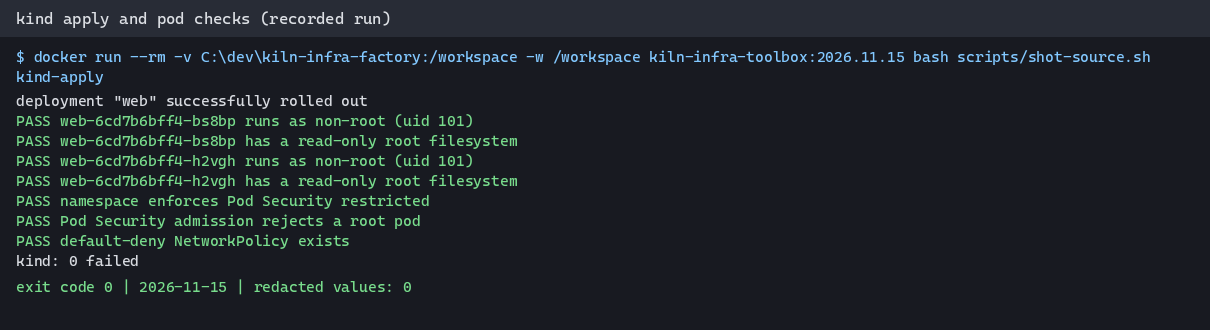 kind apply and pod checks (recorded run)
$ docker run --rm -v C:\dev\kiln-infra-factory:/workspace -w /workspace kiln-infra-toolbox:2026.11.15 bash scripts/shot-source.sh
kind-apply
deployment "web" successfully rolled out
PASS web-6cd7b6bff4-bs8bp runs as non-root (uid 101)
PASS web-6cd7b6bff4-bs8bp has a read-only root filesystem
PASS web-6cd7b6bff4-h2vgh runs as non-root (uid 101)
PASS web-6cd7b6bff4-h2vgh has a read-only root filesystem
PASS namespace enforces Pod Security restricted
PASS Pod Security admission rejects a root pod
PASS default-deny NetworkPolicy exists
kind: 0 failed
exit code 0 | 2026-11-15 | redacted values: 0